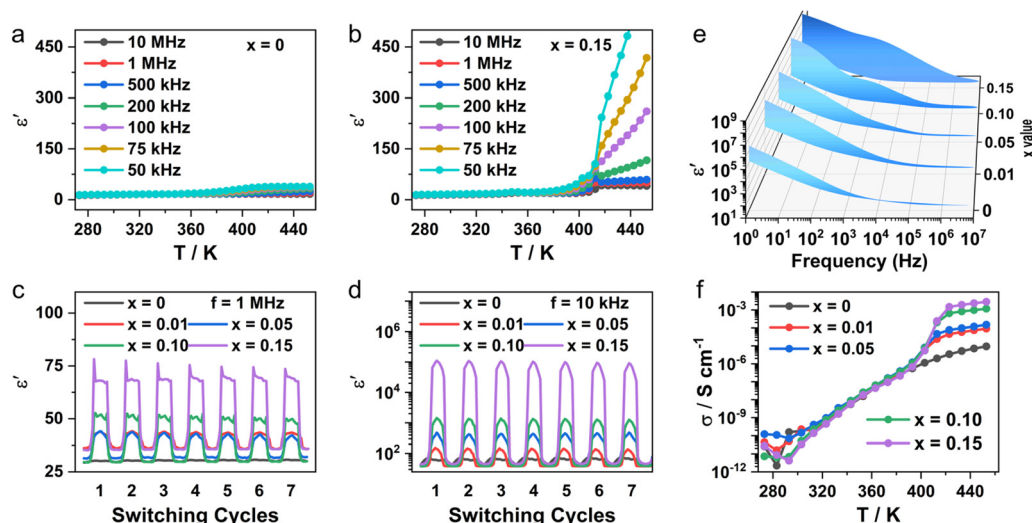 a
x = 0
10 MHz
1 MHz
500 kHz
200 kHz
100 kHz
75 kHz
50 kHz
450
300
150
0
ε′
280 320 360 400 440
T / K
b
x = 0.15
10 MHz
1 MHz
500 kHz
200 kHz
100 kHz
75 kHz
50 kHz
450
300
150
0
ε′
280 320 360 400 440
T / K
e
10⁹
10⁸
10⁷
10⁶
10⁵
10⁴
10³
10²
10¹
ε′
10⁰ 10¹ 10² 10³ 10⁴ 10⁵ 10⁶ 10⁷
Frequency (Hz)
0.15
0.10
0.05
0.01
0
x value
c
x = 0 f = 1 MHz
x = 0.01 x = 0.05
x = 0.10 x = 0.15
100
75
50
25
ε′
1 2 3 4 5 6 7
Switching Cycles
d
x = 0 f = 10 kHz
x = 0.01 x = 0.05
x = 0.10 x = 0.15
10⁶
10⁴
10²
ε′
1 2 3 4 5 6 7
Switching Cycles
f
x = 0
x = 0.01
x = 0.05
x = 0.10
x = 0.15
10⁻³
10⁻⁶
10⁻⁹
10⁻¹²
σ / S cm⁻¹
280 320 360 400 440
T / K